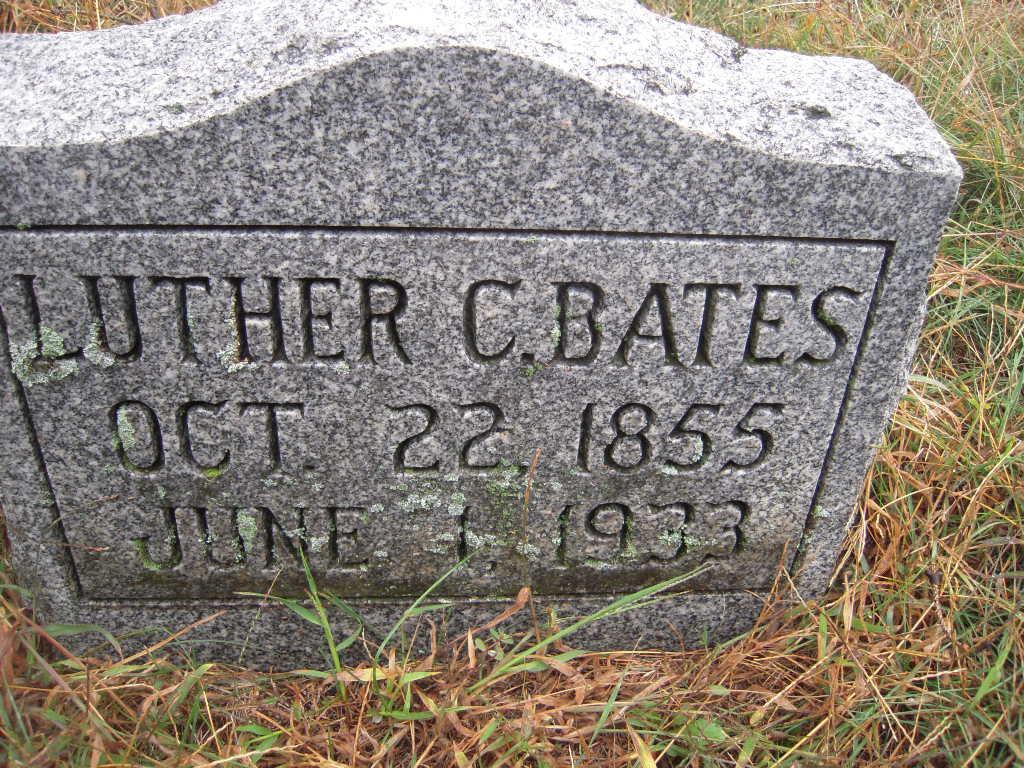 LUTHER C. BATES
OCT. 22, 1855
JUNE 1, 1933